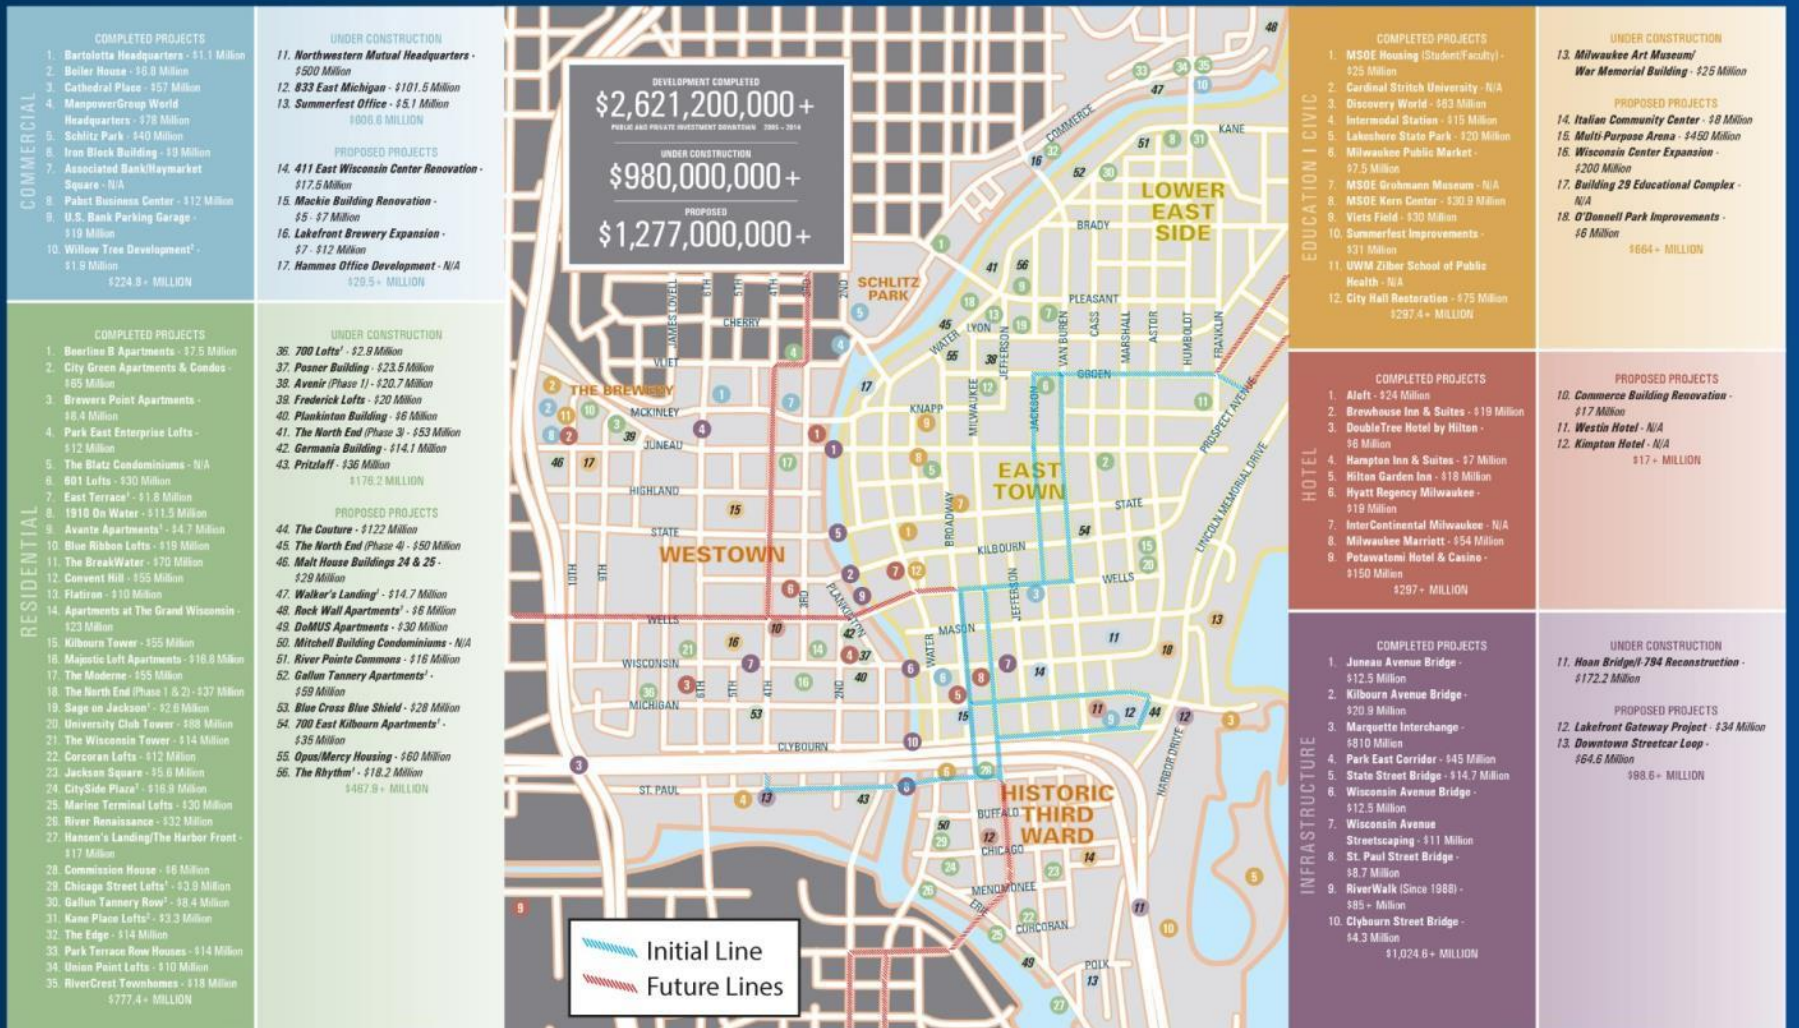 COMMERCIAL
COMPLETED PROJECTS
1. Bartolotta Headquarters - $1.1 Million
2. Boiler House - $6.8 Million
3. Cathedral Place - $57 Million
4. ManpowerGroup World
Headquarters - $78 Million
5. Schlitz Park - $40 Million
6. Iron Block Building - $9 Million
7. Associated Bank/Haymarket
Square - N/A
8. Pabst Business Center - $12 Million
9. U.S. Bank Parking Garage -
$19 Million
10. Willow Tree Development² -
$1.9 Million
$224.8+ MILLION
UNDER CONSTRUCTION
11. Northwestern Mutual Headquarters -
$500 Million
12. 833 East Michigan - $101.5 Million
13. Summerfest Office - $5.1 Million
$606.6 MILLION
PROPOSED PROJECTS
14. 411 East Wisconsin Center Renovation -
$17.5 Million
15. Mackie Building Renovation -
$5 - $7 Million
16. Lakefront Brewery Expansion -
$7 - $12 Million
17. Hammes Office Development - N/A
$29.5+ MILLION
RESIDENTIAL
COMPLETED PROJECTS
1. Beerline B Apartments - $7.5 Million
2. City Green Apartments & Condos -
$65 Million
3. Brewers Point Apartments -
$8.4 Million
4. Park East Enterprise Lofts -
$12 Million
5. The Blatz Condominiums - N/A
6. 601 Lofts - $30 Million
7. East Terrace¹ - $1.8 Million
8. 1910 On Water - $11.5 Million
9. Avante Apartments¹ - $4.7 Million
10. Blue Ribbon Lofts - $19 Million
11. The BreakWater - $70 Million
12. Convent Hill - $55 Million
13. Flatiron - $10 Million
14. Apartments at The Grand Wisconsin -
$23 Million
15. Kilbourn Tower - $55 Million
16. Majestic Loft Apartments - $16.8 Million
17. The Moderne - $55 Million
18. The North End (Phase 1 & 2) - $37 Million
19. Sage on Jackson¹ - $2.6 Million
20. University Club Tower - $88 Million
21. The Wisconsin Tower - $14 Million
22. Corcoran Lofts - $12 Million
23. Jackson Square - $5.6 Million
24. CitySide Plaza¹ - $16.9 Million
25. Marine Terminal Lofts - $30 Million
26. River Renaissance - $32 Million
27. Hansen's Landing/The Harbor Front -
$17 Million
28. Commission House - $6 Million
29. Chicago Street Lofts¹ - $3.9 Million
30. Gallun Tannery Row¹ - $8.4 Million
31. Kane Place Lofts² - $3.3 Million
32. The Edge - $14 Million
33. Park Terrace Row Houses - $14 Million
34. Union Point Lofts - $10 Million
35. RiverCrest Townhomes - $18 Million
$777.4+ MILLION
UNDER CONSTRUCTION
36. 700 Lofts¹ - $2.9 Million
37. Posner Building - $23.5 Million
38. Avenir (Phase 1) - $20.7 Million
39. Frederick Lofts - $20 Million
40. Plankinton Building - $6 Million
41. The North End (Phase 3) - $53 Million
42. Germania Building - $14.1 Million
43. Pritzlaff - $36 Million
$176.2 MILLION
PROPOSED PROJECTS
44. The Couture - $122 Million
45. The North End (Phase 4) - $50 Million
46. Malt House Buildings 24 & 25 -
$29 Million
47. Walker's Landing¹ - $14.7 Million
48. Rock Wall Apartments¹ - $6 Million
49. DoMUS Apartments - $30 Million
50. Mitchell Building Condominiums - N/A
51. River Pointe Commons - $16 Million
52. Gallun Tannery Apartments¹ -
$59 Million
53. Blue Cross Blue Shield - $28 Million
54. 700 East Kilbourn Apartments¹ -
$35 Million
55. Opus/Mercy Housing - $60 Million
56. The Rhythm¹ - $18.2 Million
$467.9+ MILLION
DEVELOPMENT COMPLETED
$2,621,200,000+
PUBLIC AND PRIVATE INVESTMENT DOWNTOWN 2005 - 2014
UNDER CONSTRUCTION
$980,000,000+
PROPOSED
$1,277,000,000+
COMMERCE
KANE
LOWER
EAST
SIDE
BRADY
SCHLITZ
PARK
PLEASANT
LYON
WATER
JAMES LOVELL
6TH
5TH
4TH
3RD
2ND
CHERRY
VLIET
JEFFERSON
VAN BUREN
CASS
MARSHALL
ASTOR
HUMBOLDT
FRANKLIN
OGDEN
THE BREWERY
MCKINLEY
KNAPP
MILWAUKEE
JACKSON
PROSPECT AVENUE
JUNEAU
EAST
TOWN
HIGHLAND
BROADWAY
STATE
STATE
WESTOWN
KILBOURN
LINCOLN MEMORIAL DRIVE
10TH
9TH
WELLS
JEFFERSON
3RD
PLANKINTON
WELLS
MASON
WATER
WISCONSIN
6TH
5TH
4TH
2ND
MICHIGAN
CLYBOURN
HARBOR DRIVE
ST. PAUL
HISTORIC
THIRD
WARD
BUFFALO
CHICAGO
MENOMONEE
ERIE
CORCORAN
POLK
Initial Line
Future Lines
EDUCATION | CIVIC
COMPLETED PROJECTS
1. MSOE Housing (Student/Faculty) -
$25 Million
2. Cardinal Stritch University - N/A
3. Discovery World - $63 Million
4. Intermodal Station - $15 Million
5. Lakeshore State Park - $20 Million
6. Milwaukee Public Market -
$7.5 Million
7. MSOE Grohmann Museum - N/A
8. MSOE Kern Center - $30.9 Million
9. Viets Field - $30 Million
10. Summerfest Improvements -
$31 Million
11. UWM Zilber School of Public
Health - N/A
12. City Hall Restoration - $75 Million
$297.4+ MILLION
UNDER CONSTRUCTION
13. Milwaukee Art Museum/
War Memorial Building - $25 Million
PROPOSED PROJECTS
14. Italian Community Center - $8 Million
15. Multi-Purpose Arena - $450 Million
16. Wisconsin Center Expansion -
$200 Million
17. Building 29 Educational Complex -
N/A
18. O'Donnell Park Improvements -
$6 Million
$664+ MILLION
HOTEL
COMPLETED PROJECTS
1. Aloft - $24 Million
2. Brewhouse Inn & Suites - $19 Million
3. DoubleTree Hotel by Hilton -
$6 Million
4. Hampton Inn & Suites - $7 Million
5. Hilton Garden Inn - $18 Million
6. Hyatt Regency Milwaukee -
$19 Million
7. InterContinental Milwaukee - N/A
8. Milwaukee Marriott - $54 Million
9. Potawatomi Hotel & Casino -
$150 Million
$297+ MILLION
PROPOSED PROJECTS
10. Commerce Building Renovation -
$17 Million
11. Westin Hotel - N/A
12. Kimpton Hotel - N/A
$17+ MILLION
INFRASTRUCTURE
COMPLETED PROJECTS
1. Juneau Avenue Bridge -
$12.5 Million
2. Kilbourn Avenue Bridge -
$20.9 Million
3. Marquette Interchange -
$810 Million
4. Park East Corridor - $45 Million
5. State Street Bridge - $14.7 Million
6. Wisconsin Avenue Bridge -
$12.5 Million
7. Wisconsin Avenue
Streetscaping - $11 Million
8. St. Paul Street Bridge -
$8.7 Million
9. RiverWalk (Since 1988) -
$85+ Million
10. Clybourn Street Bridge -
$4.3 Million
$1,024.6+ MILLION
UNDER CONSTRUCTION
11. Hoan Bridge/I-794 Reconstruction -
$172.2 Million
PROPOSED PROJECTS
12. Lakefront Gateway Project - $34 Million
13. Downtown Streetcar Loop -
$64.6 Million
$98.6+ MILLION